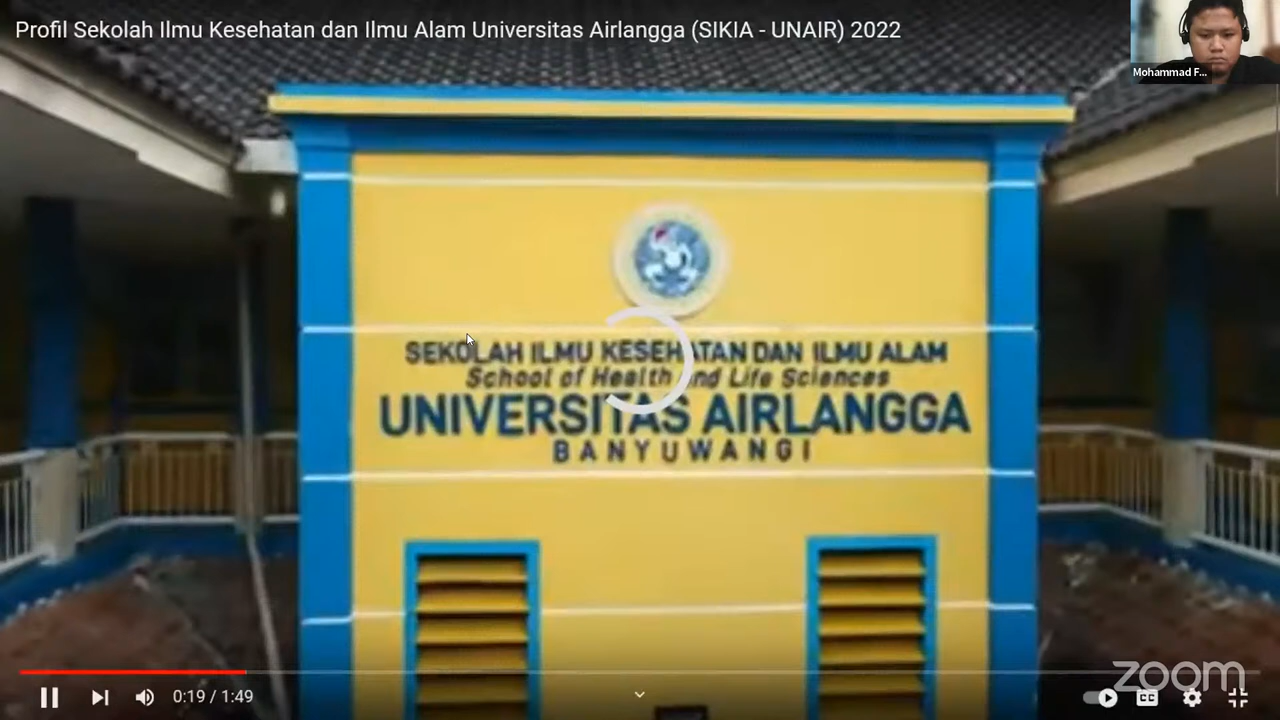 Profil Sekolah Ilmu Kesehatan dan Ilmu Alam Universitas Airlangga (SIKIA - UNAIR) 2022
Mohammad F...
SEKOLAH ILMU KESEHATAN DAN ILMU ALAM
School of Health and Life Sciences
UNIVERSITAS AIRLANGGA
BANYUWANGI
0:19 / 1:49
CC
zoom